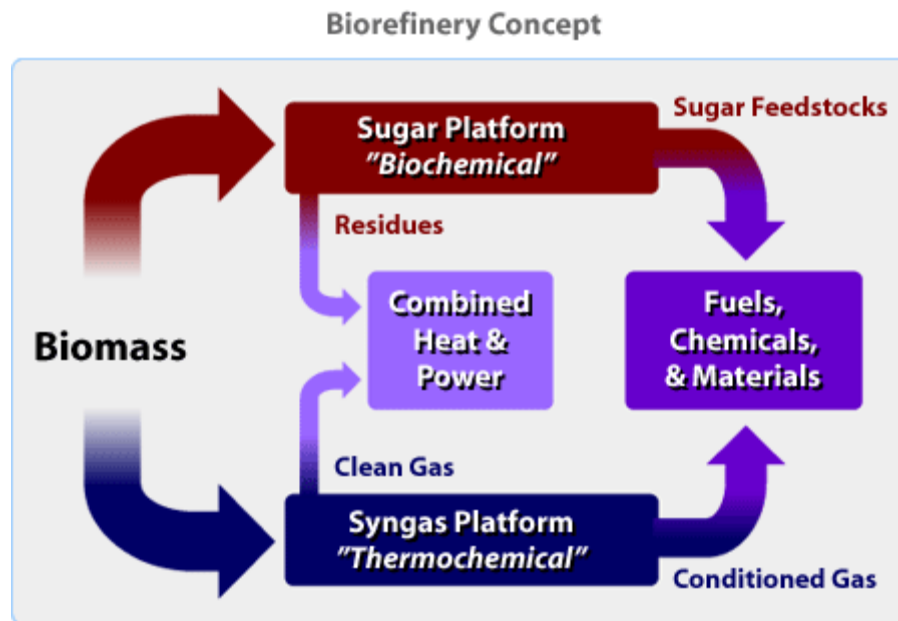 Biorefinery Concept
Sugar Platform
”Biochemical”
Sugar Feedstocks
Residues
Combined
Heat &
Power
Fuels,
Chemicals,
& Materials
Biomass
Clean Gas
Syngas Platform
”Thermochemical”
Conditioned Gas